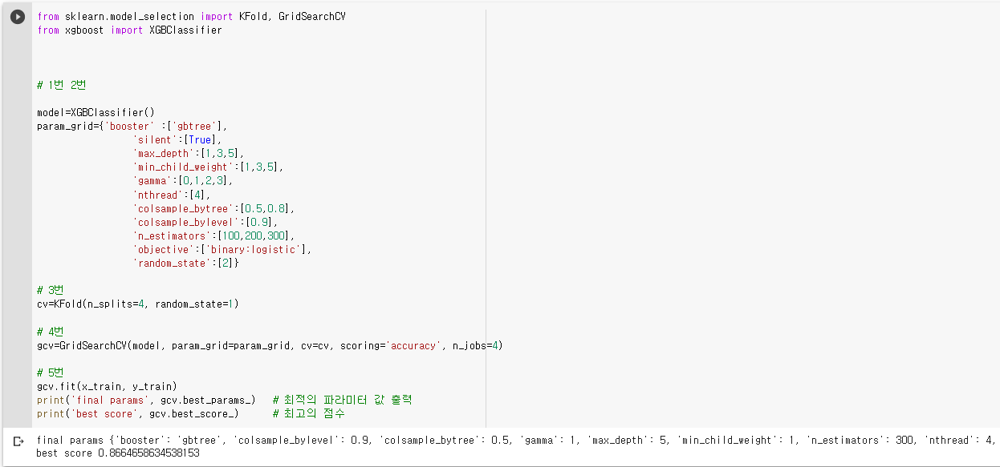 from sklearn.model_selection import KFold, GridSearchCV
from xgboost import XGBClassifier
# 1번 2번
model=XGBClassifier()
param_grid={'booster' :['gbtree'],
'silent':[True],
'max_depth':[1,3,5],
'min_child_weight':[1,3,5],
'gamma':[0,1,2,3],
'nthread':[4],
'colsample_bytree':[0.5,0.8],
'colsample_bylevel':[0.9],
'n_estimators':[100,200,300],
'objective':['binary:logistic'],
'random_state':[2]}
# 3번
cv=KFold(n_splits=4, random_state=1)
# 4번
gcv=GridSearchCV(model, param_grid=param_grid, cv=cv, scoring='accuracy', n_jobs=4)
# 5번
gcv.fit(x_train, y_train)
print('final params', gcv.best_params_) # 최적의 파라미터 값 출력
print('best score', gcv.best_score_) # 최고의 점수
final params {'booster': 'gbtree', 'colsample_bylevel': 0.9, 'colsample_bytree': 0.5, 'gamma': 1, 'max_depth': 5, 'min_child_weight': 1, 'n_estimators': 300, 'nthread': 4,
best score 0.8664658634538153